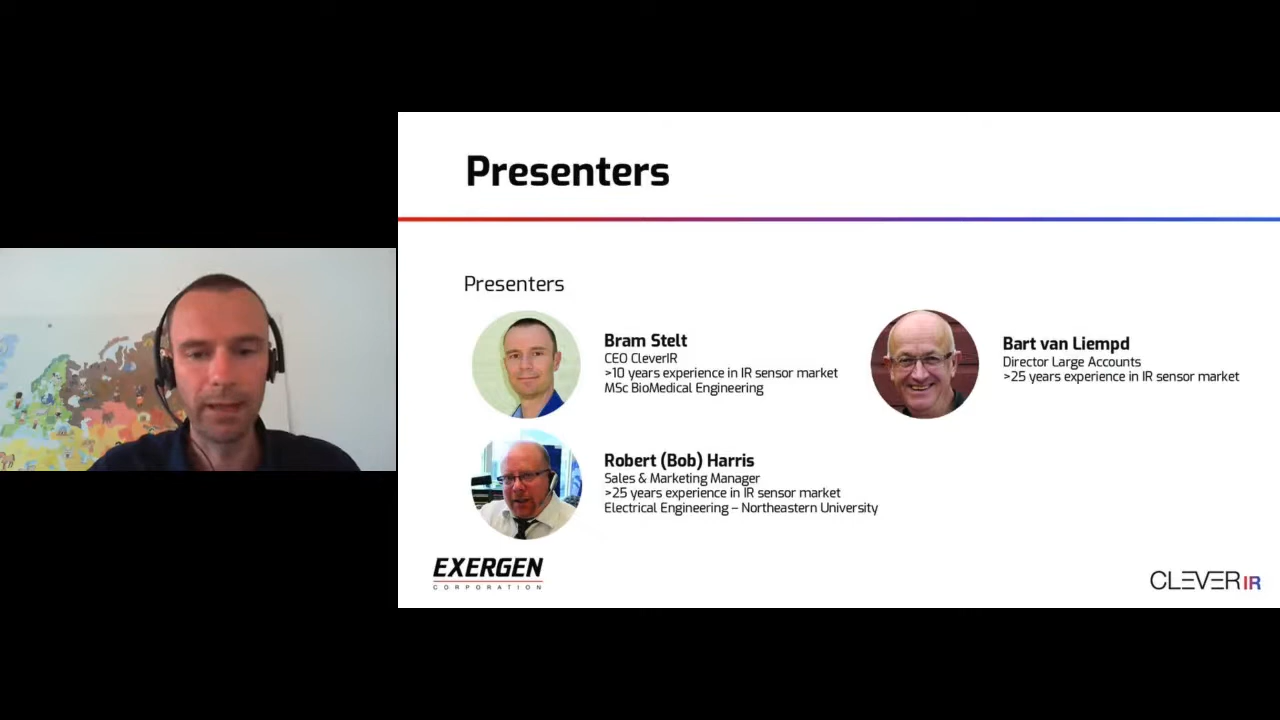 Presenters
Presenters
Bram Stelt
CEO CleverIR
>10 years experience in IR sensor market
MSc BioMedical Engineering
Bart van Liempd
Director Large Accounts
>25 years experience in IR sensor market
Robert (Bob) Harris
Sales & Marketing Manager
>25 years experience in IR sensor market
Electrical Engineering – Northeastern University
EXERGEN
CORPORATION
CLEVER IR